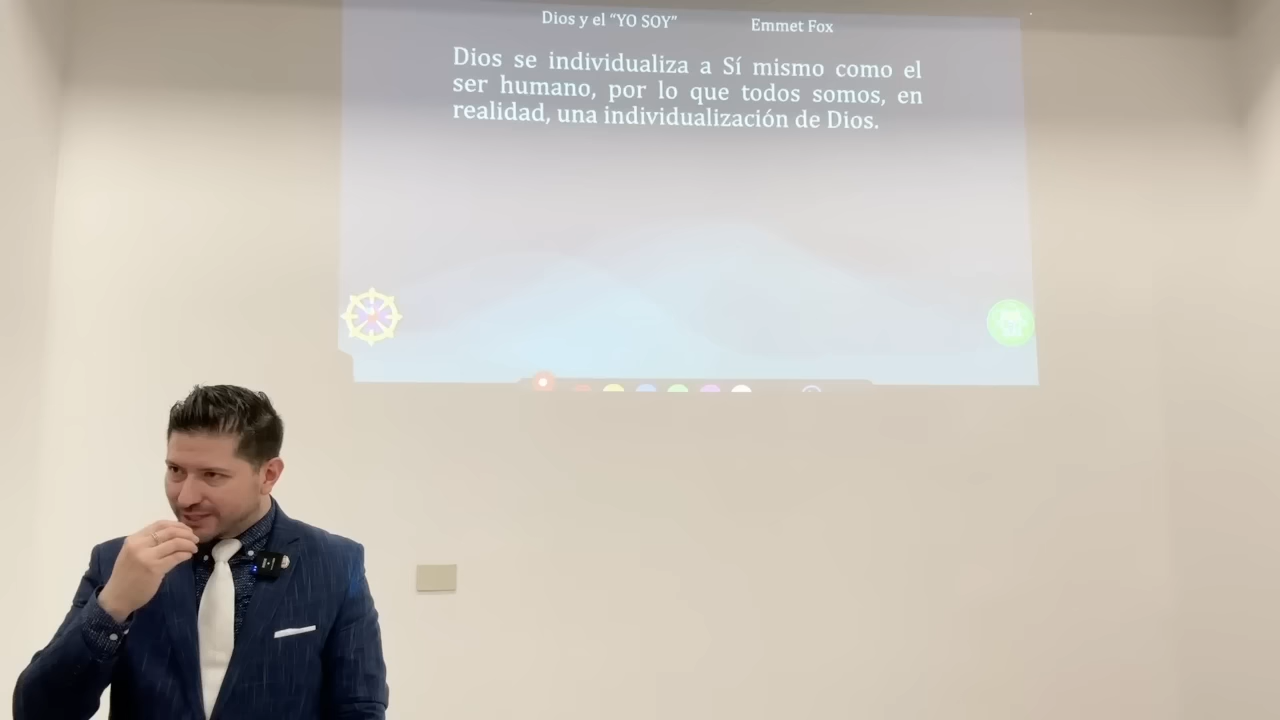 Dios y el “YO SOY” Emmet Fox
Dios se individualiza a Sí mismo como el
ser humano, por lo que todos somos, en
realidad, una individualización de Dios.